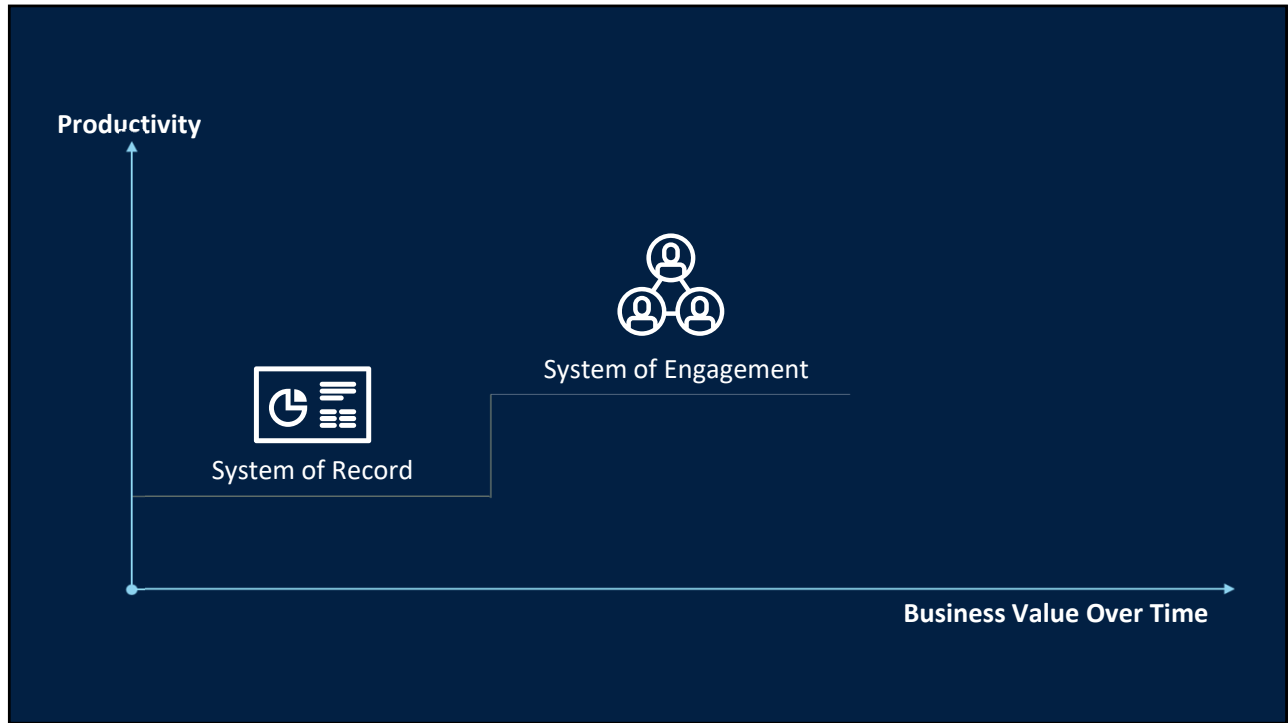 Productivity
System of Engagement
System of Record
Business Value Over Time